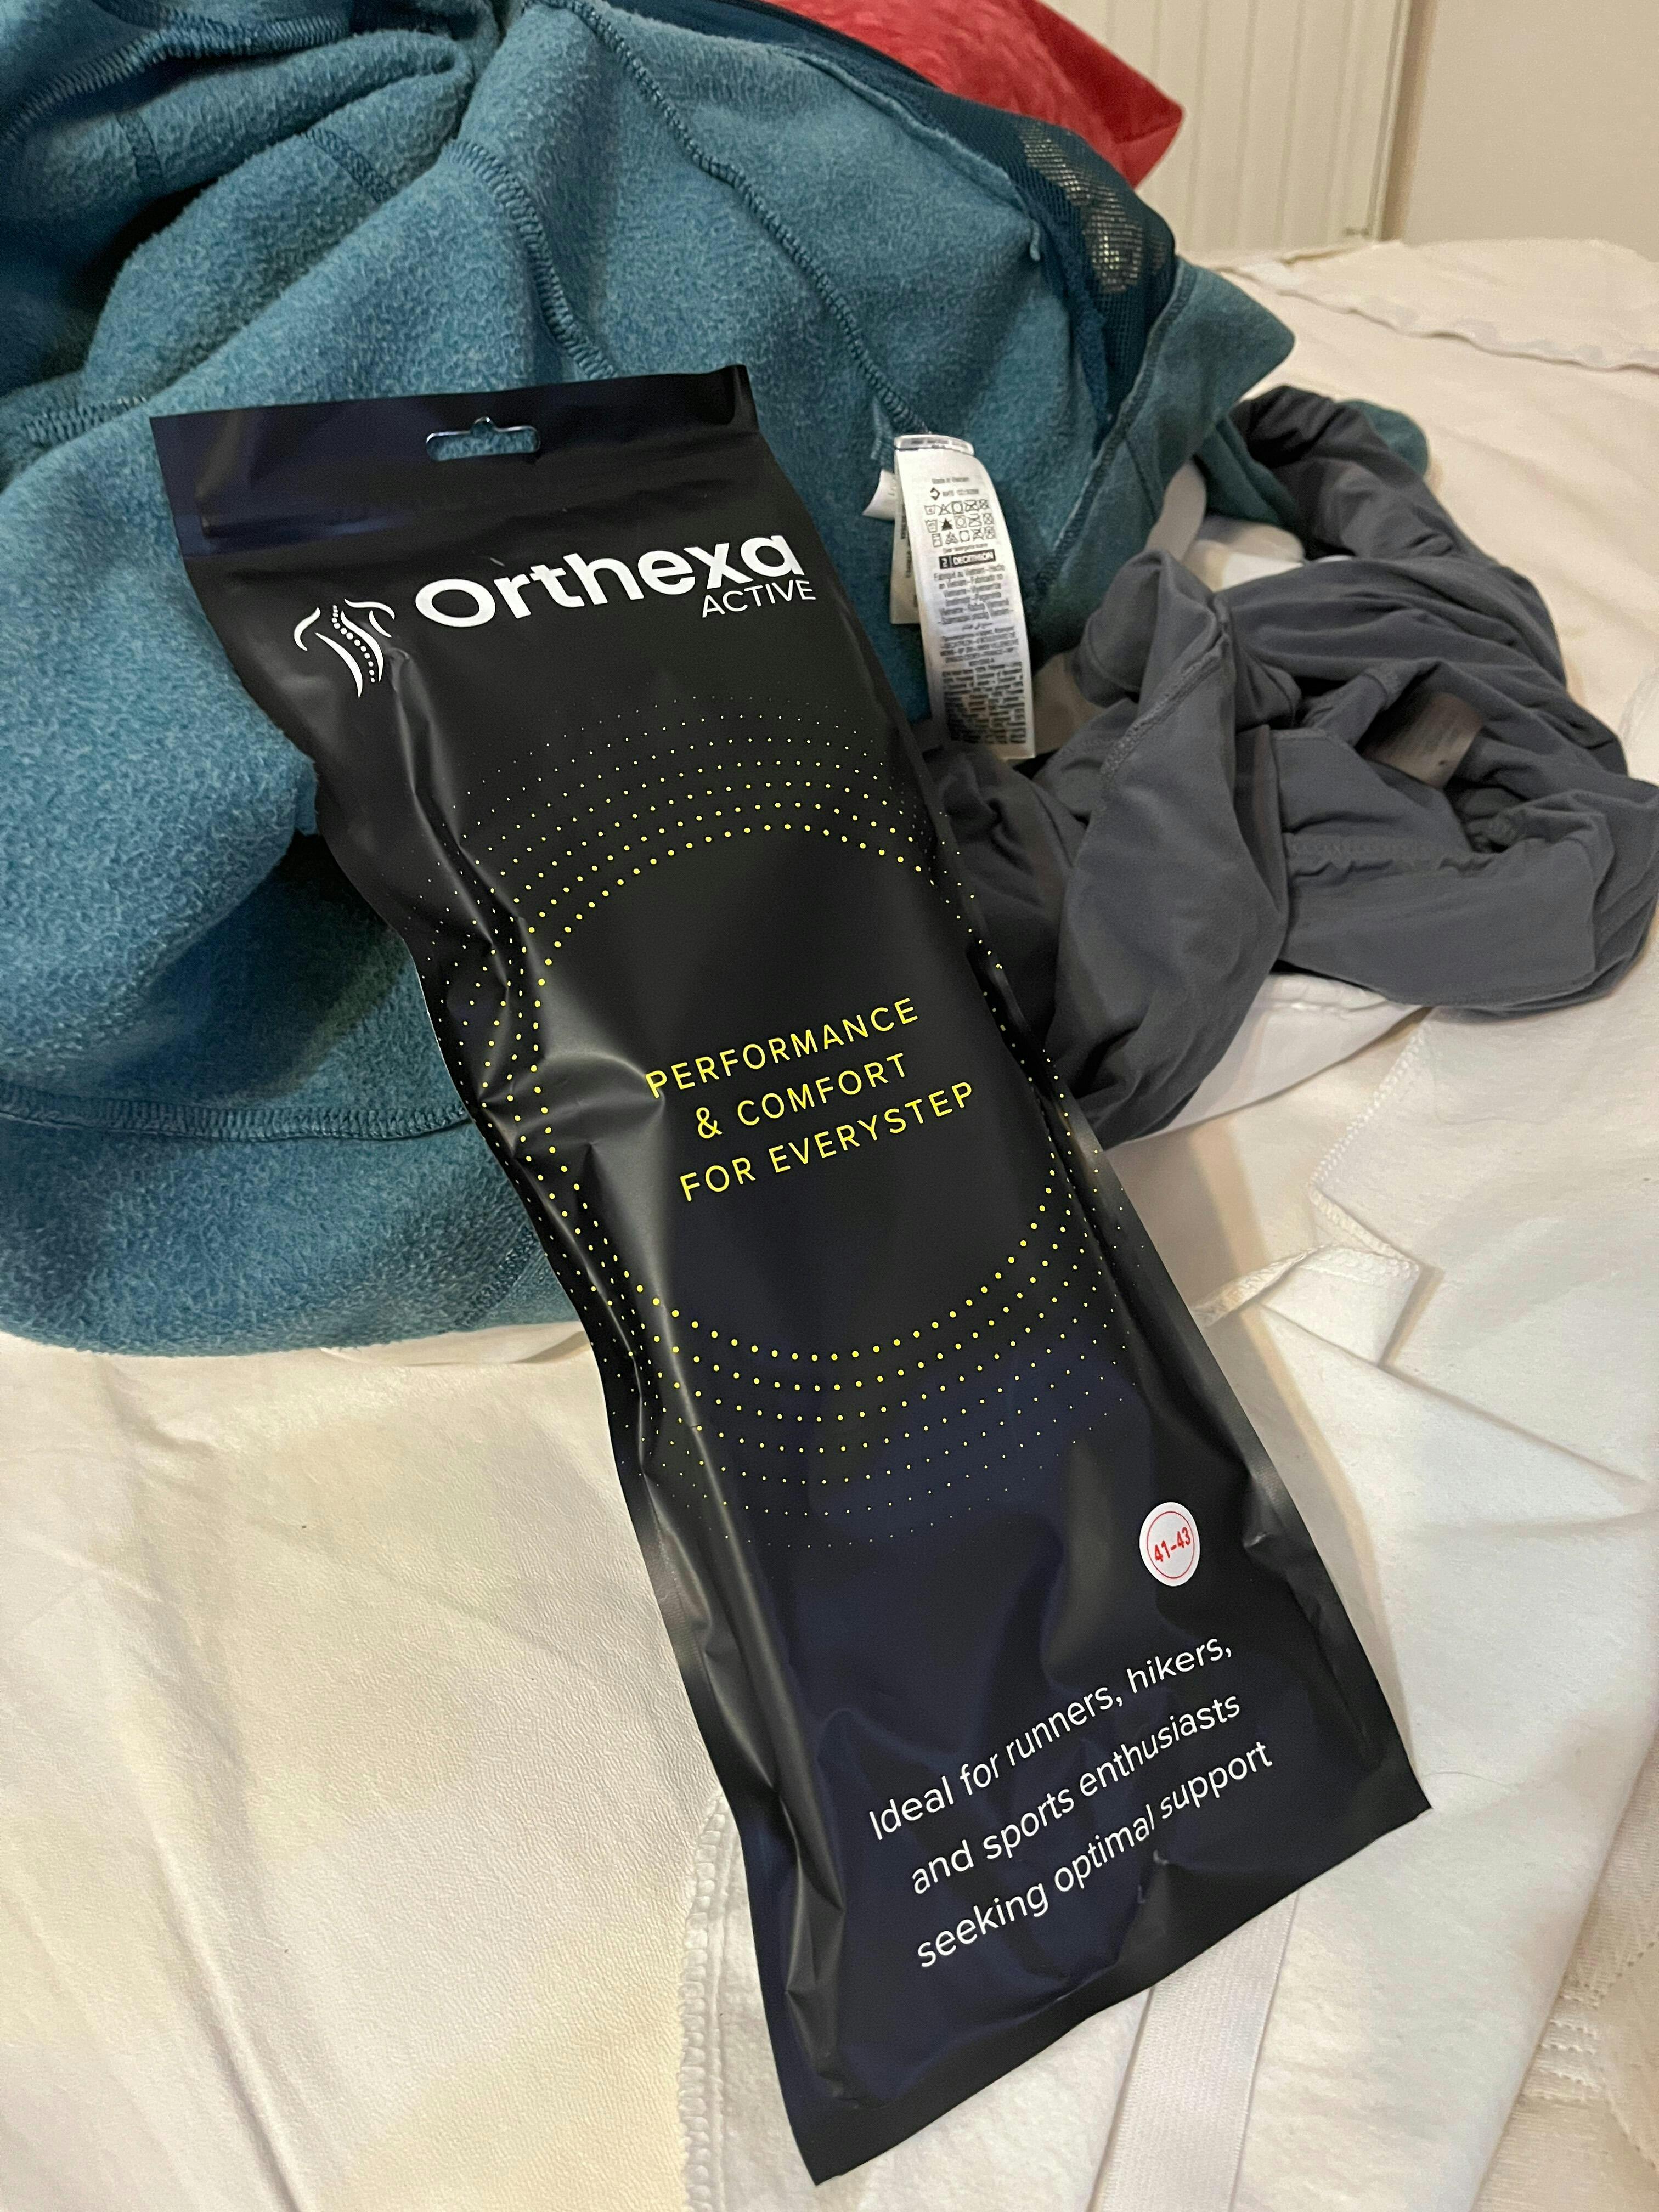 Orthexa
ACTIVE
PERFORMANCE
& COMFORT
FOR EVERYSTEP
41-43
Ideal for runners, hikers,
and sports enthusiasts
seeking optimal support
DECATHLON